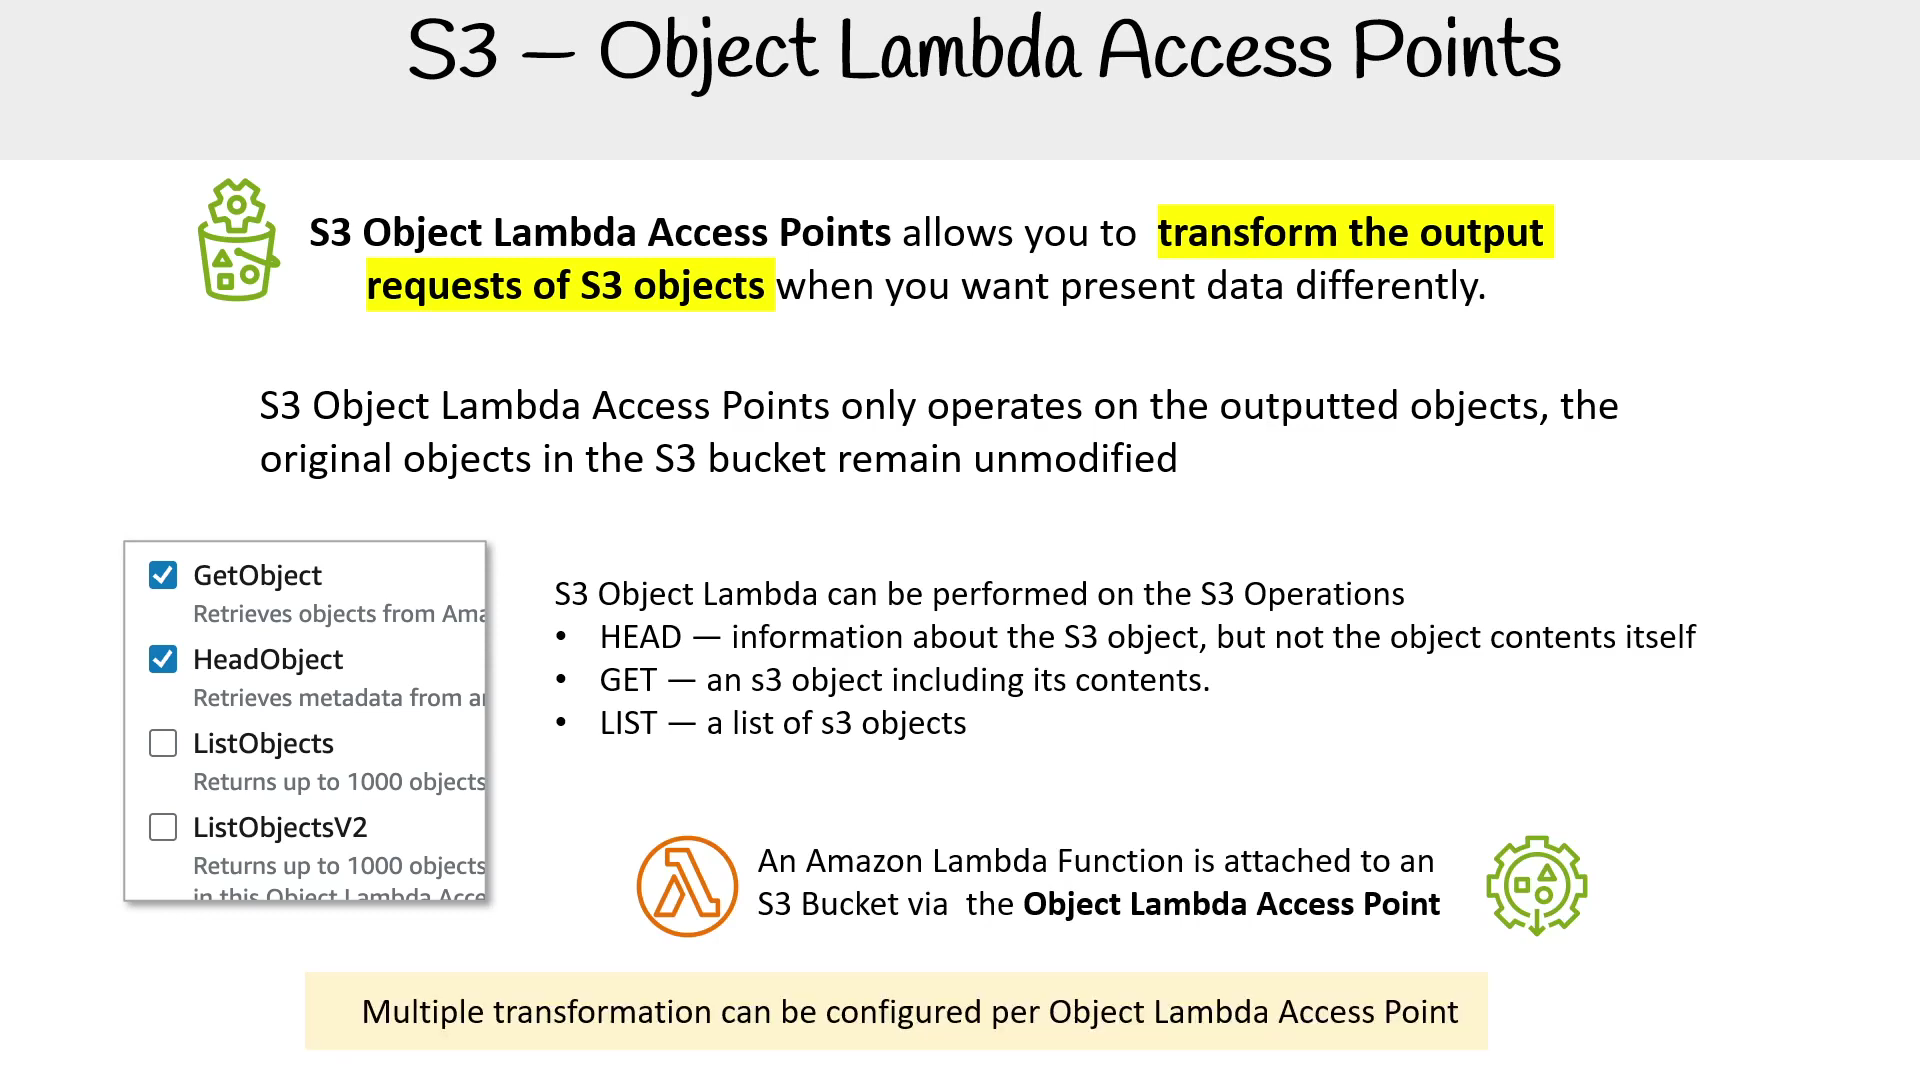 S3 – Object Lambda Access Points
S3 Object Lambda Access Points allows you to transform the output
requests of S3 objects when you want present data differently.
S3 Object Lambda Access Points only operates on the outputted objects, the
original objects in the S3 bucket remain unmodified
GetObject
Retrieves objects from Ama
HeadObject
Retrieves metadata from
ListObjects
Returns up to 1000 objects
ListObjectsV2
Returns up to 1000 objects
in this Object Lambda Acce
S3 Object Lambda can be performed on the S3 Operations
• HEAD — information about the S3 object, but not the object contents itself
• GET — an s3 object including its contents.
• LIST — a list of s3 objects
An Amazon Lambda Function is attached to an
S3 Bucket via the Object Lambda Access Point
Multiple transformation can be configured per Object Lambda Access Point